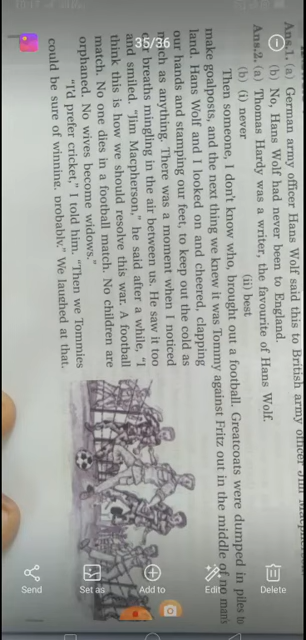 35/36
Ans.1. (a) German army officer Hans Wolf said this to British army officer Jim
(b) No, Hans Wolf had never been to England.
Ans.2. (a) Thomas Hardy was a writer, the favourite of Hans Wolf.
(b) (i) never (ii) best
Then someone, I don't know who, brought out a football. Greatcoats were dumped in piles to
make goalposts, and the next thing we knew it was Tommy against Fritz out in the middle of no man's
land. Hans Wolf and I looked on and cheered, clapping
our hands and stamping our feet, to keep out the cold as
much as anything. There was a moment when I noticed
breaths mingling in the air between us. He saw it too
and smiled. "Jim Macpherson," he said after a while, "I
think this is how we should resolve this war. A football
match. No one dies in a football match. No children are
orphaned. No wives become widows."
"I'd prefer cricket," I told him. "Then we Tommies
could be sure of winning, probably." We laughed at that.
Send
Set as
Add to
Edit
Delete